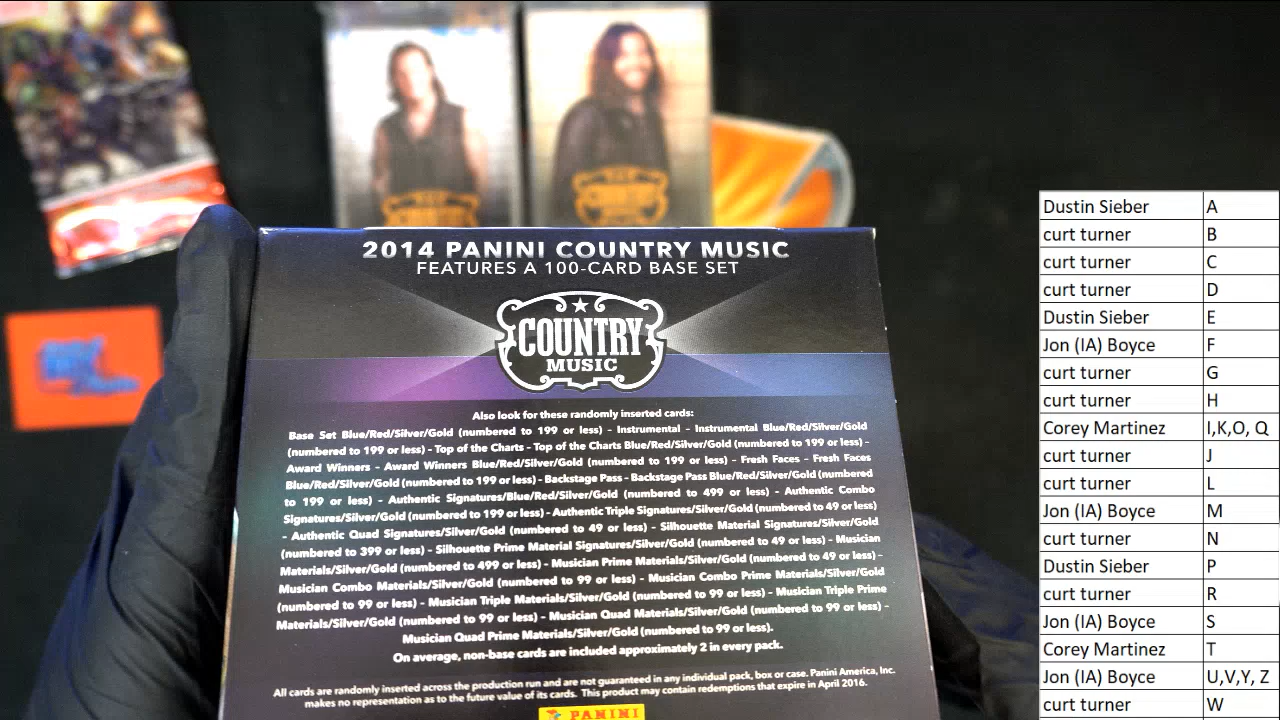 2014 PANINI COUNTRY MUSIC
FEATURES A 100-CARD BASE SET
COUNTRY
MUSIC
Also look for these randomly inserted cards:
Base Set Blue/Red/Silver/Gold (numbered to 199 or less) - Instrumental - Instrumental Blue/Red/Silver/Gold
(numbered to 199 or less) - Top of the Charts - Top of the Charts Blue/Red/Silver/Gold (numbered to 199 or less) -
Award Winners - Award Winners Blue/Red/Silver/Gold (numbered to 199 or less) - Fresh Faces - Fresh Faces
Blue/Red/Silver/Gold (numbered to 199 or less) - Backstage Pass - Backstage Pass Blue/Red/Silver/Gold (numbered
to 199 or less) - Authentic Signatures/Blue/Red/Silver/Gold (numbered to 499 or less) - Authentic Combo
Signatures/Silver/Gold (numbered to 199 or less) - Authentic Triple Signatures/Silver/Gold (numbered to 49 or less)
- Authentic Quad Signatures/Silver/Gold (numbered to 49 or less) - Silhouette Material Signatures/Silver/Gold
(numbered to 399 or less) - Silhouette Prime Material Signatures/Silver/Gold (numbered to 49 or less) - Musician
Materials/Silver/Gold (numbered to 499 or less) - Musician Prime Materials/Silver/Gold (numbered to 49 or less) -
Musician Combo Materials/Silver/Gold (numbered to 99 or less) - Musician Combo Prime Materials/Silver/Gold
(numbered to 99 or less) - Musician Triple Materials/Silver/Gold (numbered to 99 or less) - Musician Triple Prime
Materials/Silver/Gold (numbered to 99 or less) - Musician Quad Materials/Silver/Gold (numbered to 99 or less) -
Musician Quad Prime Materials/Silver/Gold (numbered to 99 or less).
On average, non-base cards are included approximately 2 in every pack.
All cards are randomly inserted across the production run and are not guaranteed in any individual pack, box or case. Panini America, Inc.
makes no representation as to the future value of its cards. This product may contain redemptions that expire in April 2016.
PANINI
Dustin Sieber A
curt turner B
curt turner C
curt turner D
Dustin Sieber E
Jon (IA) Boyce F
curt turner G
curt turner H
Corey Martinez I,K,O, Q
curt turner J
curt turner L
Jon (IA) Boyce M
curt turner N
Dustin Sieber P
curt turner R
Jon (IA) Boyce S
Corey Martinez T
Jon (IA) Boyce U,V,Y, Z
curt turner W